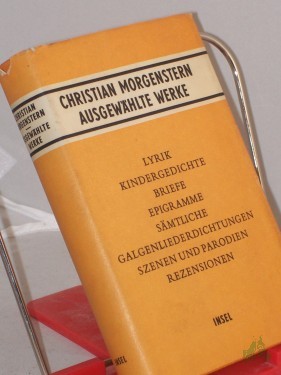 CHRISTIAN MORGENSTERN
AUSGEWÄHLTE WERKE
LYRIK
KINDERGEDICHTE
BRIEFE
EPIGRAMME
SÄMTLICHE
GALGENLIEDERDICHTUNGEN
SZENEN UND PARODIEN
REZENSIONEN
INSEL
CHRISTIAN
MORGENSTERN
AUSGEWÄHLTE
WERKE
INSEL